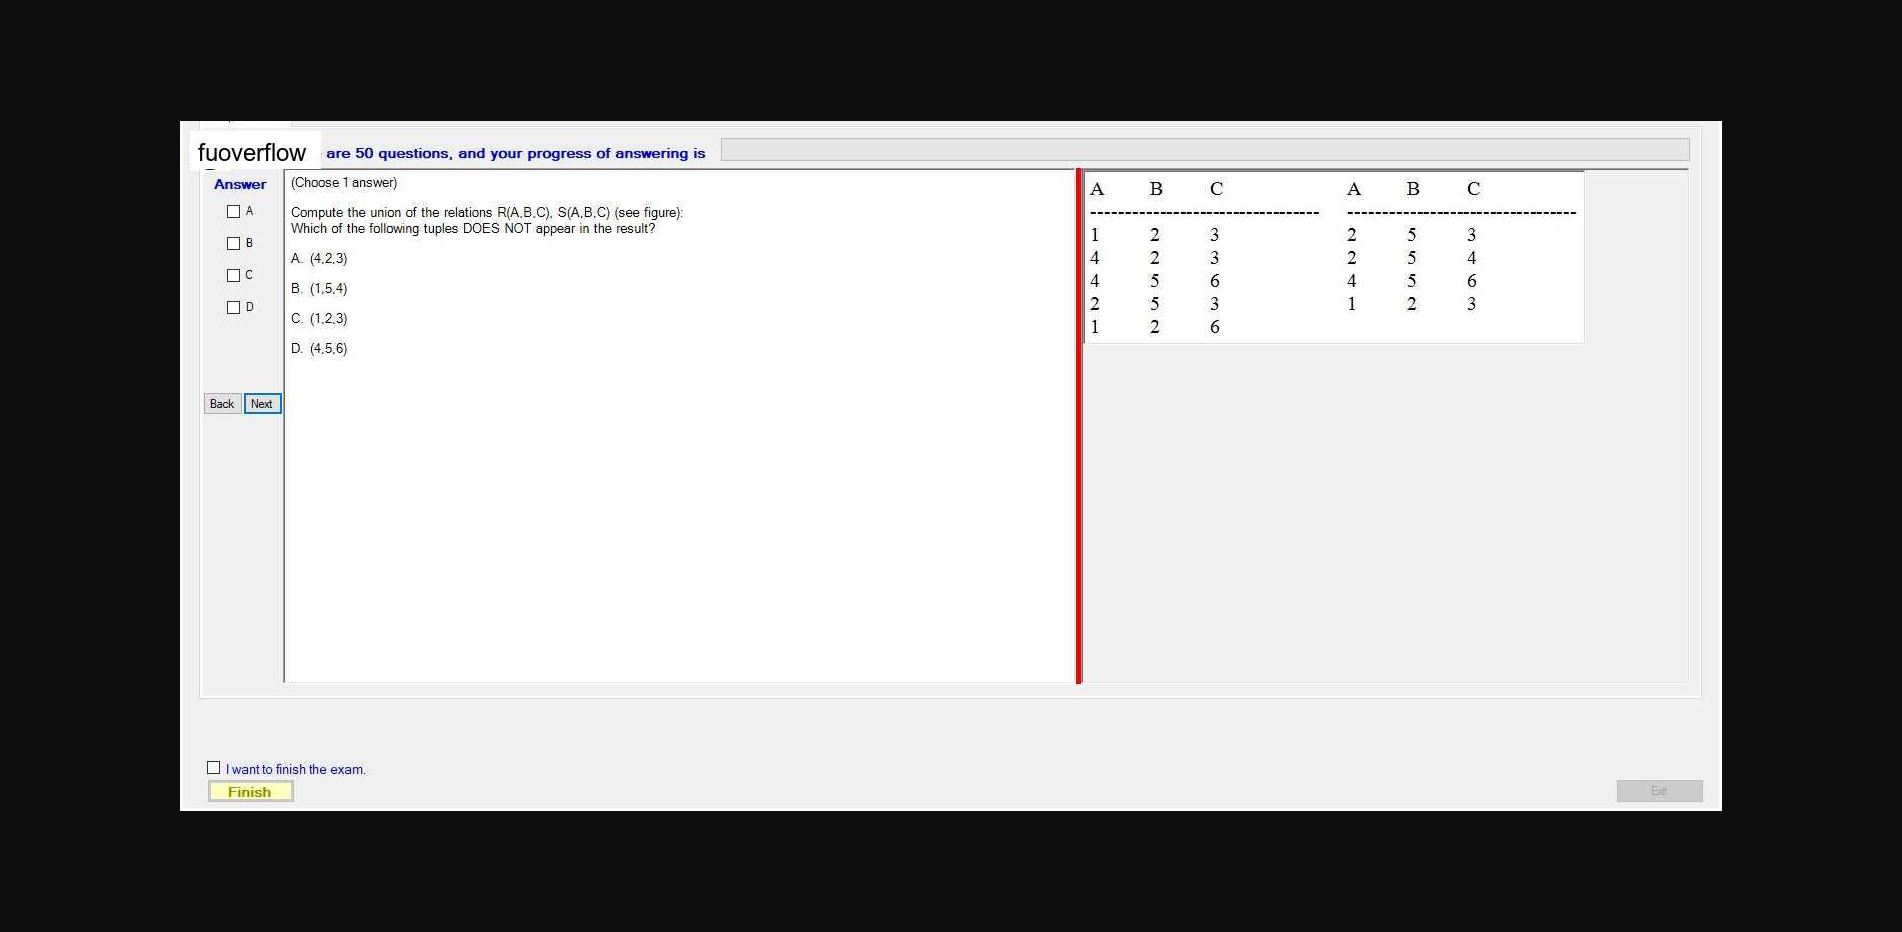 fuoverflow are 50 questions, and your progress of answering is
Answer
A
B
C
D
Back Next
(Choose 1 answer)
Compute the union of the relations R(A,B,C), S(A,B,C) (see figure):
Which of the following tuples DOES NOT appear in the result?
A. (4,2,3)
B. (1,5,4)
C. (1,2,3)
D. (4,5,6)
A B C A B C
1 2 3 2 5 3
4 2 3 2 5 4
4 5 6 4 5 6
2 5 3 1 2 3
1 2 6
I want to finish the exam.
Finish
Exit